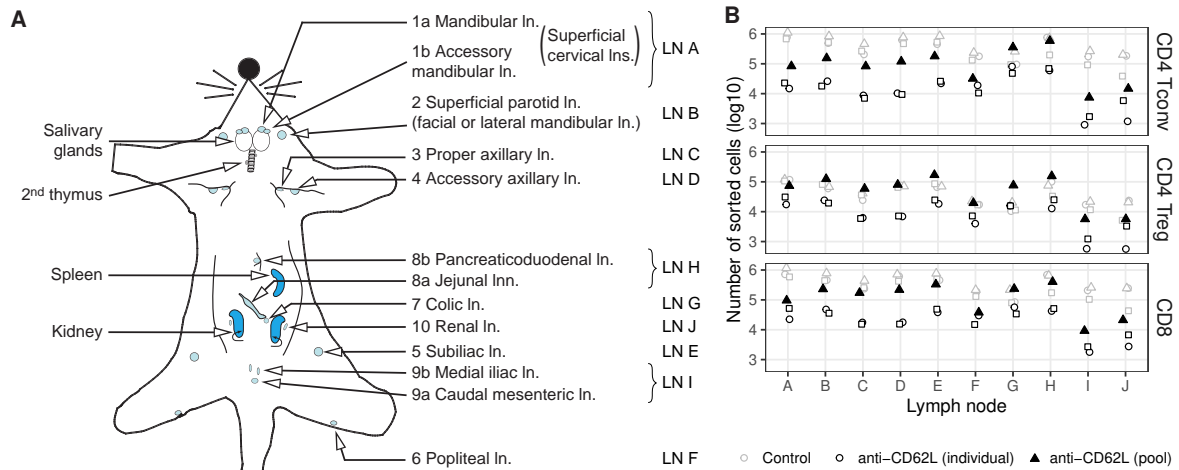 A
1a Mandibular ln.
(Superficial cervical lns.)
LN A
1b Accessory
mandibular ln.
2 Superficial parotid ln.
(facial or lateral mandibular ln.)
LN B
Salivary
glands
3 Proper axillary ln.
LN C
4 Accessory axillary ln.
LN D
2nd thymus
8b Pancreaticoduodenal ln.
LN H
Spleen
8a Jejunal lnn.
7 Colic ln.
LN G
Kidney
10 Renal ln.
LN J
5 Subiliac ln.
LN E
9b Medial iliac ln.
LN I
9a Caudal mesenteric ln.
6 Popliteal ln.
LN F
B
Number of sorted cells (log10)
6
5
4
3
CD4 Tconv
6
5
4
3
CD4 Treg
6
5
4
3
CD8
A B C D E F G H I J
Lymph node
Control anti-CD62L (individual) anti-CD62L (pool)